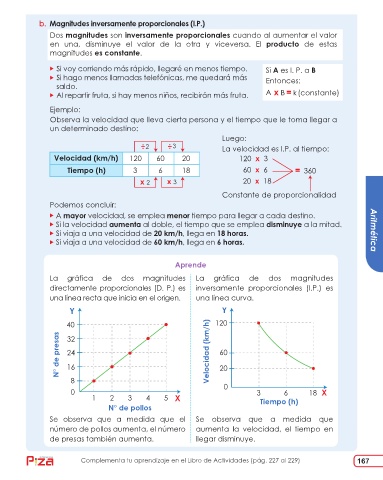 b. Magnitudes inversamente proporcionales (I.P.)
Dos magnitudes son inversamente proporcionales cuando al aumentar el valor
en una, disminuye el valor de la otra y viceversa. El producto de estas
magnitudes es constante.
Si voy corriendo más rápido, llegaré en menos tiempo.
Si hago menos llamadas telefónicas, me quedará más
saldo.
Al repartir fruta, si hay menos niños, recibirán más fruta.
Si A es I. P. a B
Entonces:
A x B = k (constante)
Ejemplo:
Observa la velocidad que lleva cierta persona y el tiempo que le toma llegar a
un determinado destino:
÷2 ÷3
Velocidad (km/h) 120 60 20
Tiempo (h) 3 6 18
x 2 x 3
Luego:
La velocidad es I.P. al tiempo:
120 x 3
60 x 6 = 360
20 x 18
Constante de proporcionalidad
Podemos concluir:
A mayor velocidad, se emplea menor tiempo para llegar a cada destino.
Si la velocidad aumenta al doble, el tiempo que se emplea disminuye a la mitad.
Si viaja a una velocidad de 20 km/h, llega en 18 horas.
Si viaja a una velocidad de 60 km/h, llega en 6 horas.
Aritmética
Aprende
La gráfica de dos magnitudes
directamente proporcionales (D. P.) es
una línea recta que inicia en el origen.
Y
40
32
24
16
8
0
1 2 3 4 5 X
N° de presas
N° de pollos
Se observa que a medida que el
número de pollos aumenta, el número
de presas también aumenta.
La gráfica de dos magnitudes
inversamente proporcionales (I.P.) es
una línea curva.
Y
120
60
20
0
3 6 18 X
Velocidad (km/h)
Tiempo (h)
Se observa que a medida que
aumenta la velocidad, el tiempo en
llegar disminuye.
Complementa tu aprendizaje en el Libro de Actividades (pág. 227 al 229)
167